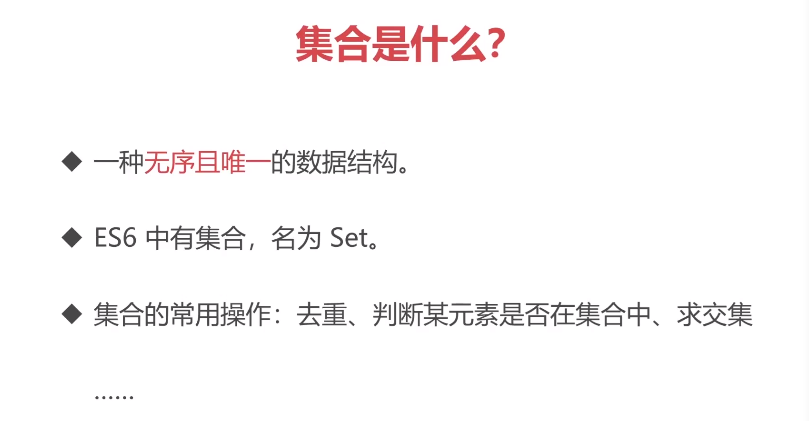 集合是什么？
◆ 一种无序且唯一的数据结构。
◆ ES6 中有集合，名为 Set。
◆ 集合的常用操作：去重、判断某元素是否在集合中、求交集
……